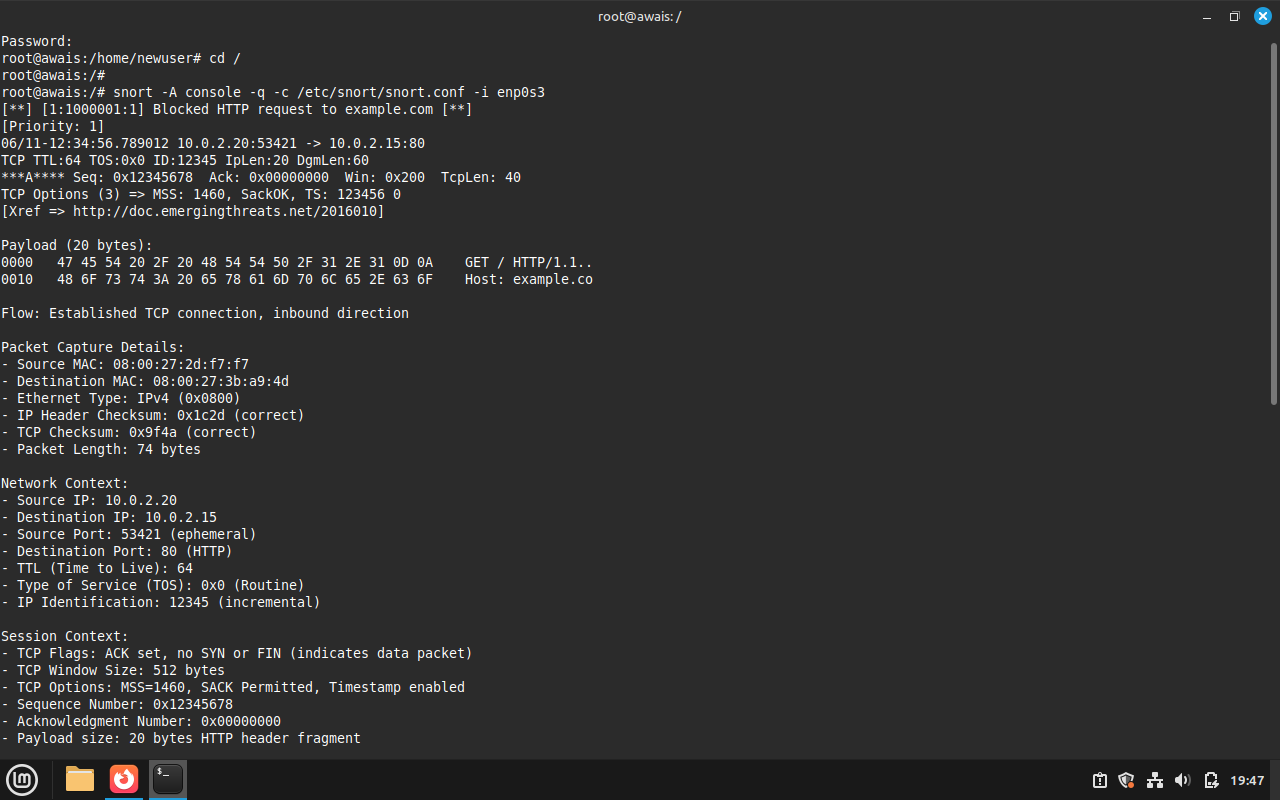 root@awais: /
Password:
root@awais:/home/newuser# cd /
root@awais:/#
root@awais:/# snort -A console -q -c /etc/snort/snort.conf -i enp0s3
[**] [1:1000001:1] Blocked HTTP request to example.com [**]
[Priority: 1]
06/11-12:34:56.789012 10.0.2.20:53421 -> 10.0.2.15:80
TCP TTL:64 TOS:0x0 ID:12345 IpLen:20 DgmLen:60
***A**** Seq: 0x12345678  Ack: 0x00000000  Win: 0x200  TcpLen: 40
TCP Options (3) => MSS: 1460, SackOK, TS: 123456 0
[Xref => http://doc.emergingthreats.net/2016010]
Payload (20 bytes):
0000   47 45 54 20 2F 20 48 54 54 50 2F 31 2E 31 0D 0A    GET / HTTP/1.1..
0010   48 6F 73 74 3A 20 65 78 61 6D 70 6C 65 2E 63 6F    Host: example.co
Flow: Established TCP connection, inbound direction
Packet Capture Details:
- Source MAC: 08:00:27:2d:f7:f7
- Destination MAC: 08:00:27:3b:a9:4d
- Ethernet Type: IPv4 (0x0800)
- IP Header Checksum: 0x1c2d (correct)
- TCP Checksum: 0x9f4a (correct)
- Packet Length: 74 bytes
Network Context:
- Source IP: 10.0.2.20
- Destination IP: 10.0.2.15
- Source Port: 53421 (ephemeral)
- Destination Port: 80 (HTTP)
- TTL (Time to Live): 64
- Type of Service (TOS): 0x0 (Routine)
- IP Identification: 12345 (incremental)
Session Context:
- TCP Flags: ACK set, no SYN or FIN (indicates data packet)
- TCP Window Size: 512 bytes
- TCP Options: MSS=1460, SACK Permitted, Timestamp enabled
- Sequence Number: 0x12345678
- Acknowledgment Number: 0x00000000
- Payload size: 20 bytes HTTP header fragment
$_
19:47